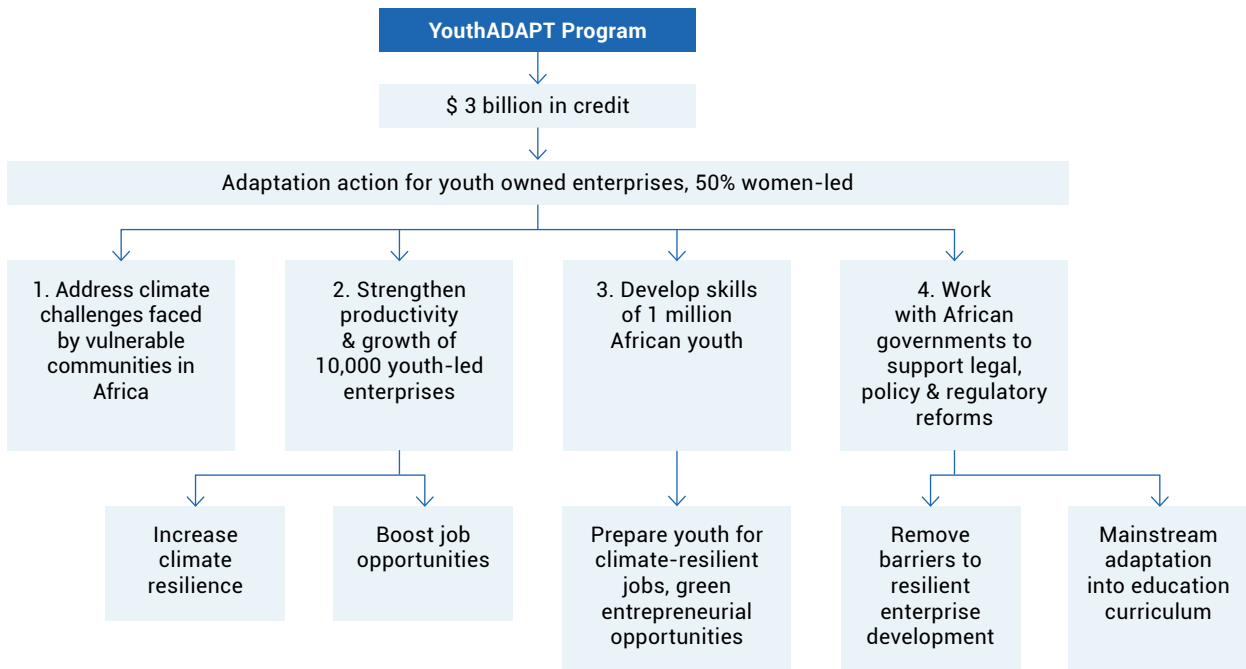 YouthADAPT Program
$ 3 billion in credit
Adaptation action for youth owned enterprises, 50% women-led
1. Address climate
challenges faced
by vulnerable
communities in
Africa
2. Strengthen
productivity
& growth of
10,000 youth-led
enterprises
3. Develop skills
of 1 million
African youth
4. Work
with African
governments to
support legal,
policy & regulatory
reforms
Increase
climate
resilience
Boost job
opportunities
Prepare youth for
climate-resilient
jobs, green
entrepreneurial
opportunities
Remove
barriers to
resilient
enterprise
development
Mainstream
adaptation
into education
curriculum